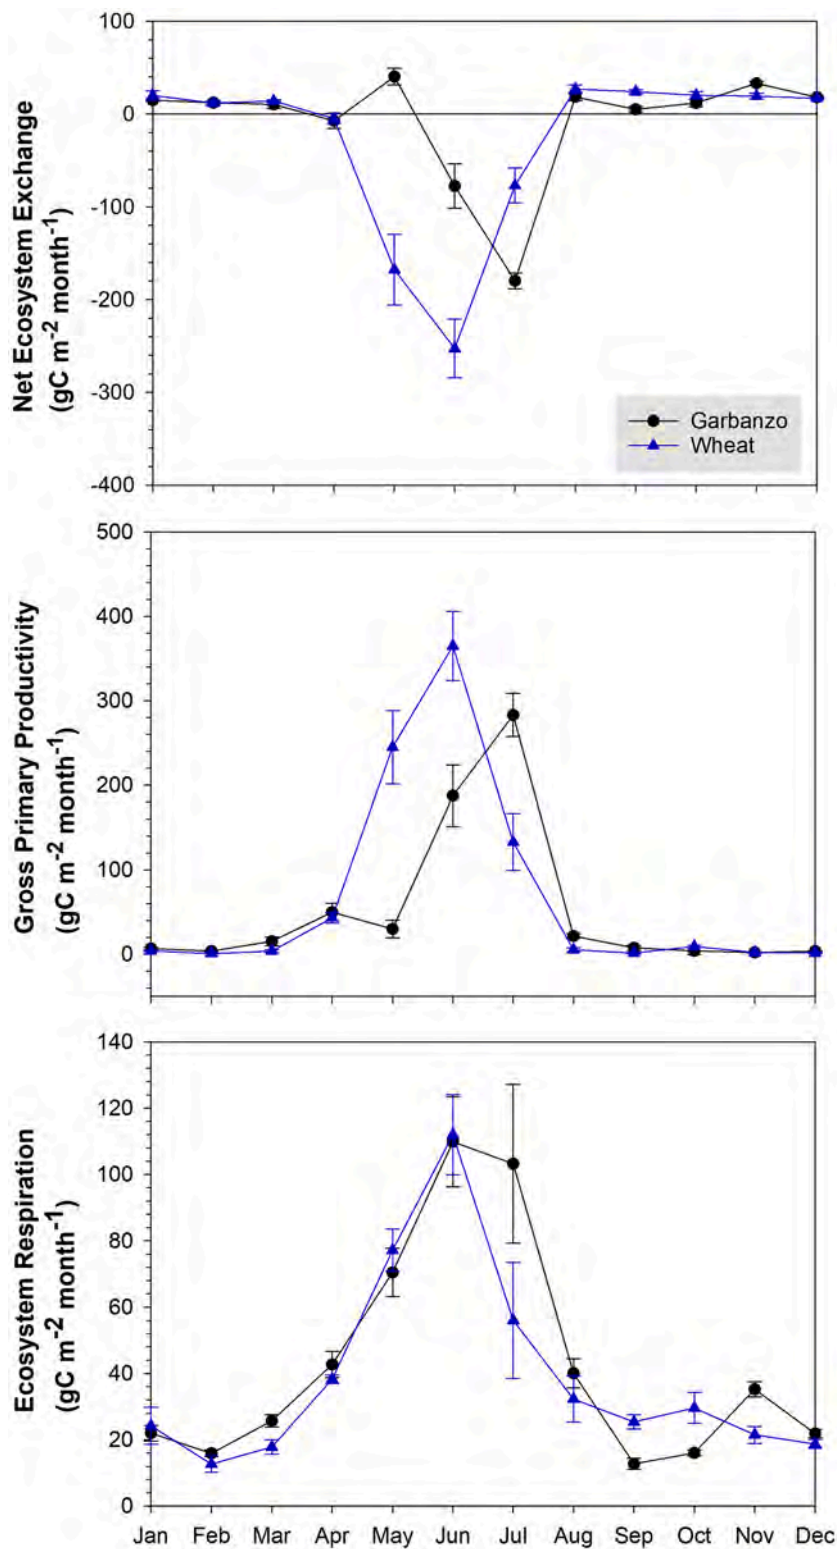 100
0
-100
-200
-300
-400
Net Ecosystem Exchange
(gC m⁻² month⁻¹)
Garbanzo
Wheat
500
400
300
200
100
0
Gross Primary Productivity
(gC m⁻² month⁻¹)
140
120
100
80
60
40
20
0
Ecosystem Respiration
(gC m⁻² month⁻¹)
Jan Feb Mar Apr May Jun Jul Aug Sep Oct Nov Dec